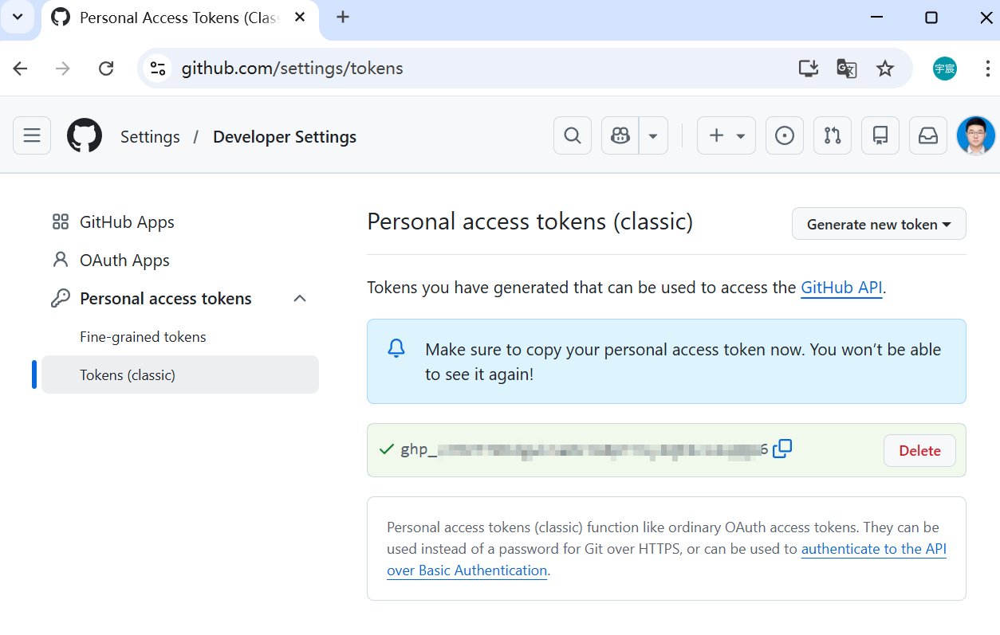 Personal Access Tokens (Clas
github.com/settings/tokens
宇宸
Settings / Developer Settings
GitHub Apps
OAuth Apps
Personal access tokens
Fine-grained tokens
Tokens (classic)
Personal access tokens (classic)
Generate new token
Tokens you have generated that can be used to access the GitHub API.
Make sure to copy your personal access token now. You won’t be able
to see it again!
ghp_
6
Delete
Personal access tokens (classic) function like ordinary OAuth access tokens. They can be
used instead of a password for Git over HTTPS, or can be used to authenticate to the API
over Basic Authentication.